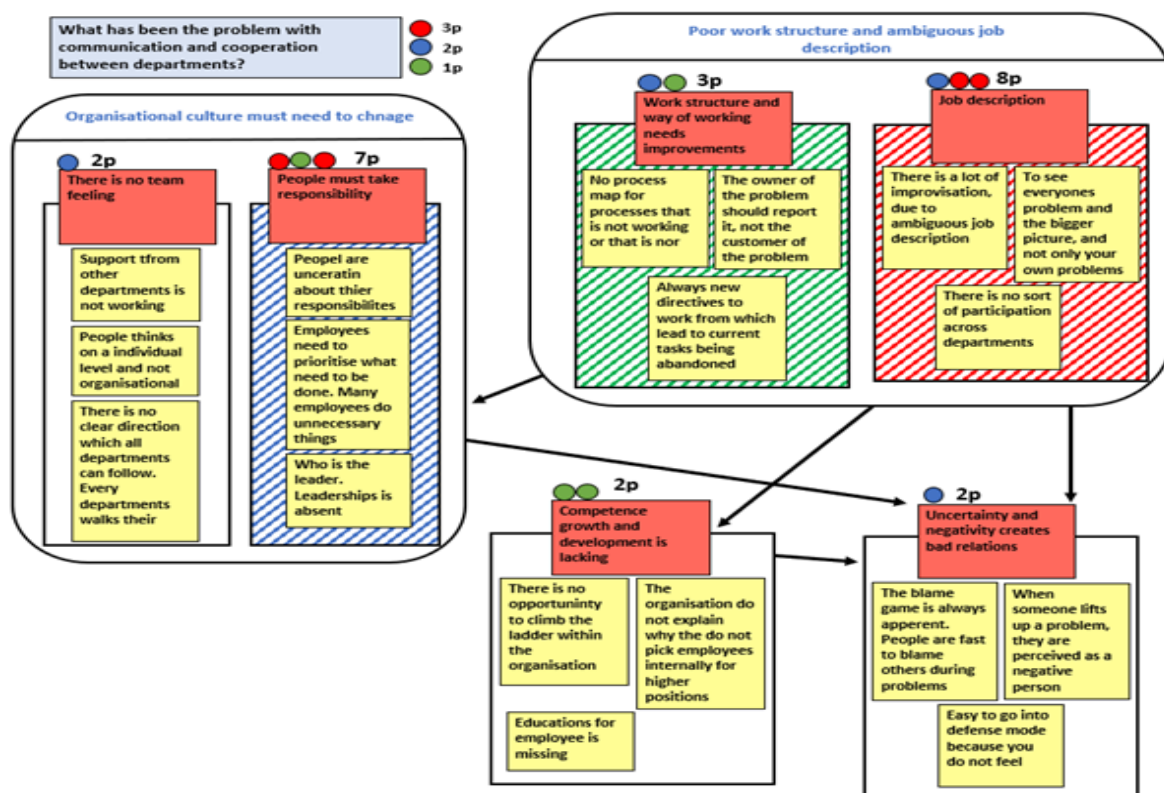 What has been the problem with
communication and cooperation
between departments?
3p
2p
1p
Organisational culture must need to chnage
2p
There is no team
feeling
Support tfrom
other
departments is
not working
People thinks
on a individual
level and not
organisational
There is no
clear direction
which all
departments
can follow.
Every
departments
walks their
7p
People must take
responsibility
Peopel are
unceratin
about thier
responsibilites
Employees
need to
prioritise what
need to be
done. Many
employees do
unnecessary
things
Who is the
leader.
Leaderships is
absent
Poor work structure and ambiguous job
description
3p
Work structure and
way of working
needs
improvements
No process
map for
processes that
is not working
or that is nor
The owner of
the problem
should report
it, not the
customer of
the problem
Always new
directives to
work from which
lead to current
tasks being
abandoned
8p
Job description
There is a lot of
improvisation,
due to
ambiguous job
description
To see
everyones
problem and
the bigger
picture, and
not only your
own problems
There is no sort
of participation
across
departments
2p
Competence
growth and
development is
lacking
There is no
opportuninty
to climb the
ladder within
the
organisation
The
organisation do
not explain
why the do not
pick employees
internally for
higher
positions
Educations for
employee is
missing
2p
Uncertainty and
negativity creates
bad relations
The blame
game is always
apperent.
People are fast
to blame
others during
problems
When
someone lifts
up a problem,
they are
perceived as a
negative
person
Easy to go into
defense mode
because you
do not feel